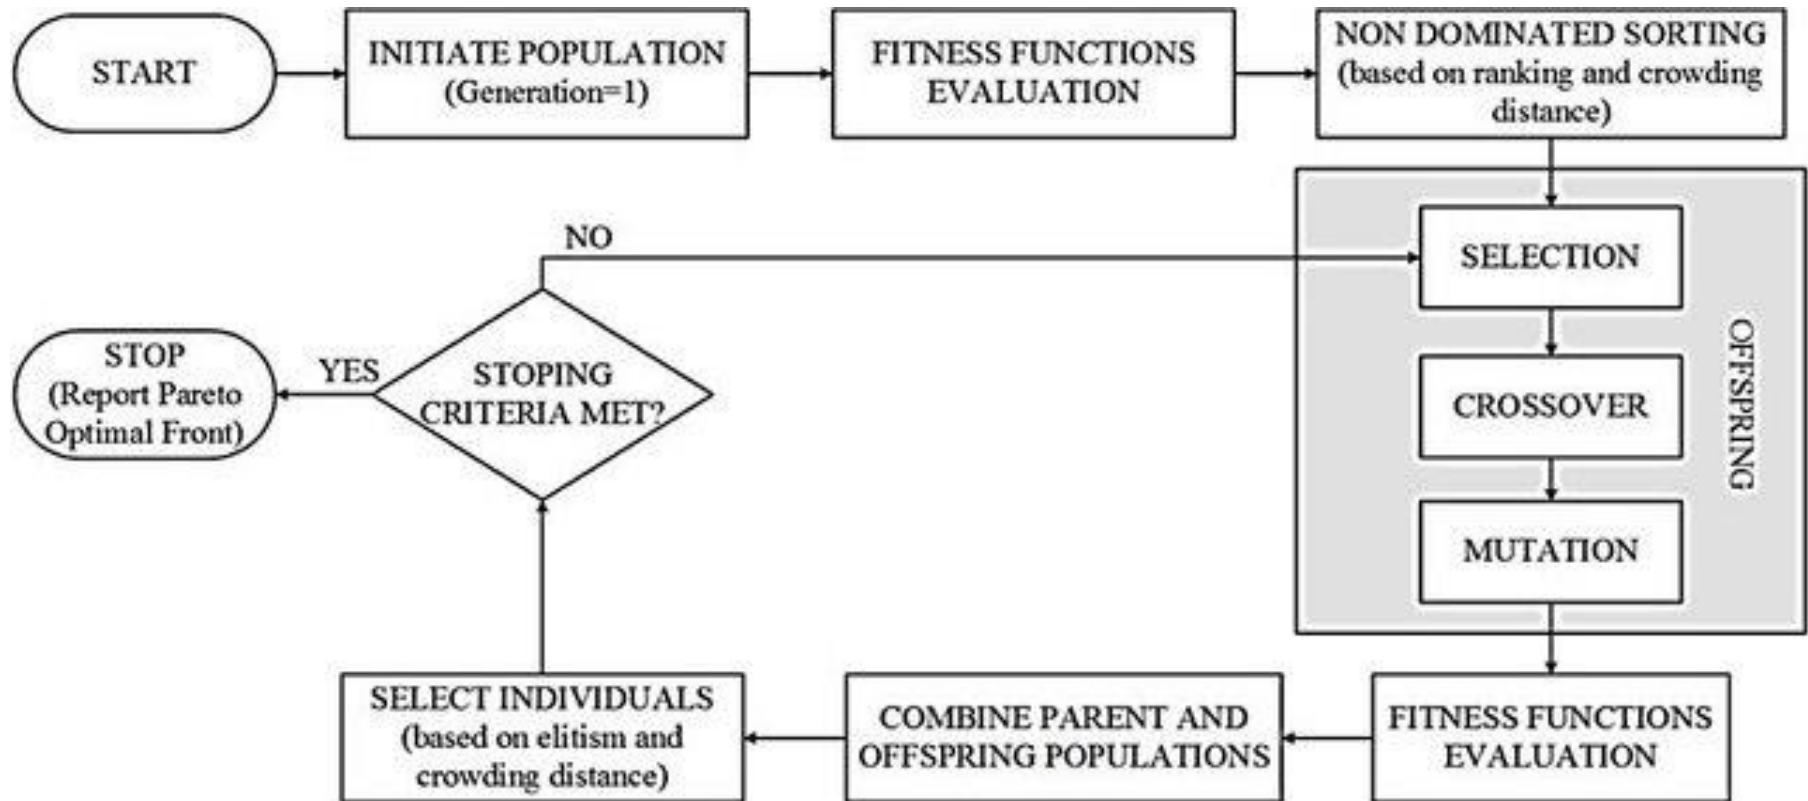 START
INITIATE POPULATION
(Generation=1)
FITNESS FUNCTIONS
EVALUATION
NON DOMINATED SORTING
(based on ranking and crowding
distance)
SELECTION
CROSSOVER
MUTATION
OFFSPRING
FITNESS FUNCTIONS
EVALUATION
COMBINE PARENT AND
OFFSPRING POPULATIONS
SELECT INDIVIDUALS
(based on elitism and
crowding distance)
STOPING
CRITERIA MET?
NO
YES
STOP
(Report Pareto
Optimal Front)